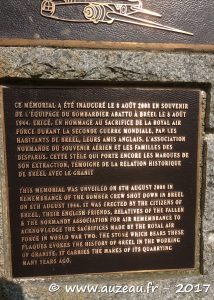 CE MÉMORIAL A ÉTÉ INAUGURÉ LE 8 AOÛT 2008 EN SOUVENIR
DE L'ÉQUIPAGE DU BOMBARDIER ABATTU À BRÉEL LE 8 AOÛT
1944. ERIGÉ, EN HOMMAGE AU SACRIFICE DE LA ROYAL AIR
FORCE DURANT LA SECONDE GUERRE MONDIALE, PAR LES
HABITANTS DE BRÉEL, LEURS AMIS ANGLAIS, L'ASSOCIATION
NORMANDE DU SOUVENIR AÉRIEN ET LES FAMILLES DES
DISPARUS. CETTE STÈLE QUI PORTE ENCORE LES MARQUES DE
SON EXTRACTION, TÉMOIGNE DE LA RELATION HISTORIQUE
DE BRÉEL AVEC LE GRANIT
THIS MEMORIAL WAS UNVEILED ON 8TH AUGUST 2008 IN
REMEMBRANCE OF THE BOMBER CREW SHOT DOWN IN BREEL
ON 8TH AUGUST 1944. IT WAS ERECTED BY THE CITIZENS OF
BREEL, THEIR ENGLISH FRIENDS, RELATIVES OF THE FALLEN
& THE NORMANDY ASSOCIATION FOR AIR REMEMBRANCE TO
ACKNOWLEDGE THE SACRIFICES MADE BY THE ROYAL AIR
FORCE IN WORLD WAR TWO. THE STONE WHICH BEARS THESE
PLAQUES EVOKES THE HISTORY OF BREEL IN THE WORKING
OF GRANITE. IT CARRIES THE MARKS OF ITS QUARRYING
MANY YEARS AGO.
© www.auzeau.fr - 2017